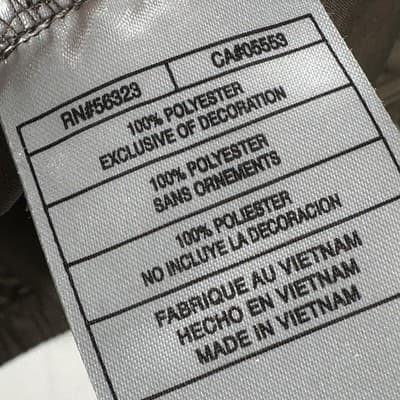 RN#56323 CA#05553
100% POLYESTER
EXCLUSIVE OF DECORATION
100% POLYESTER
SANS ORNEMENTS
100% POLIESTER
NO INCLUYE LA DECORACION
FABRIQUE AU VIETNAM
HECHO EN VIETNAM
MADE IN VIETNAM